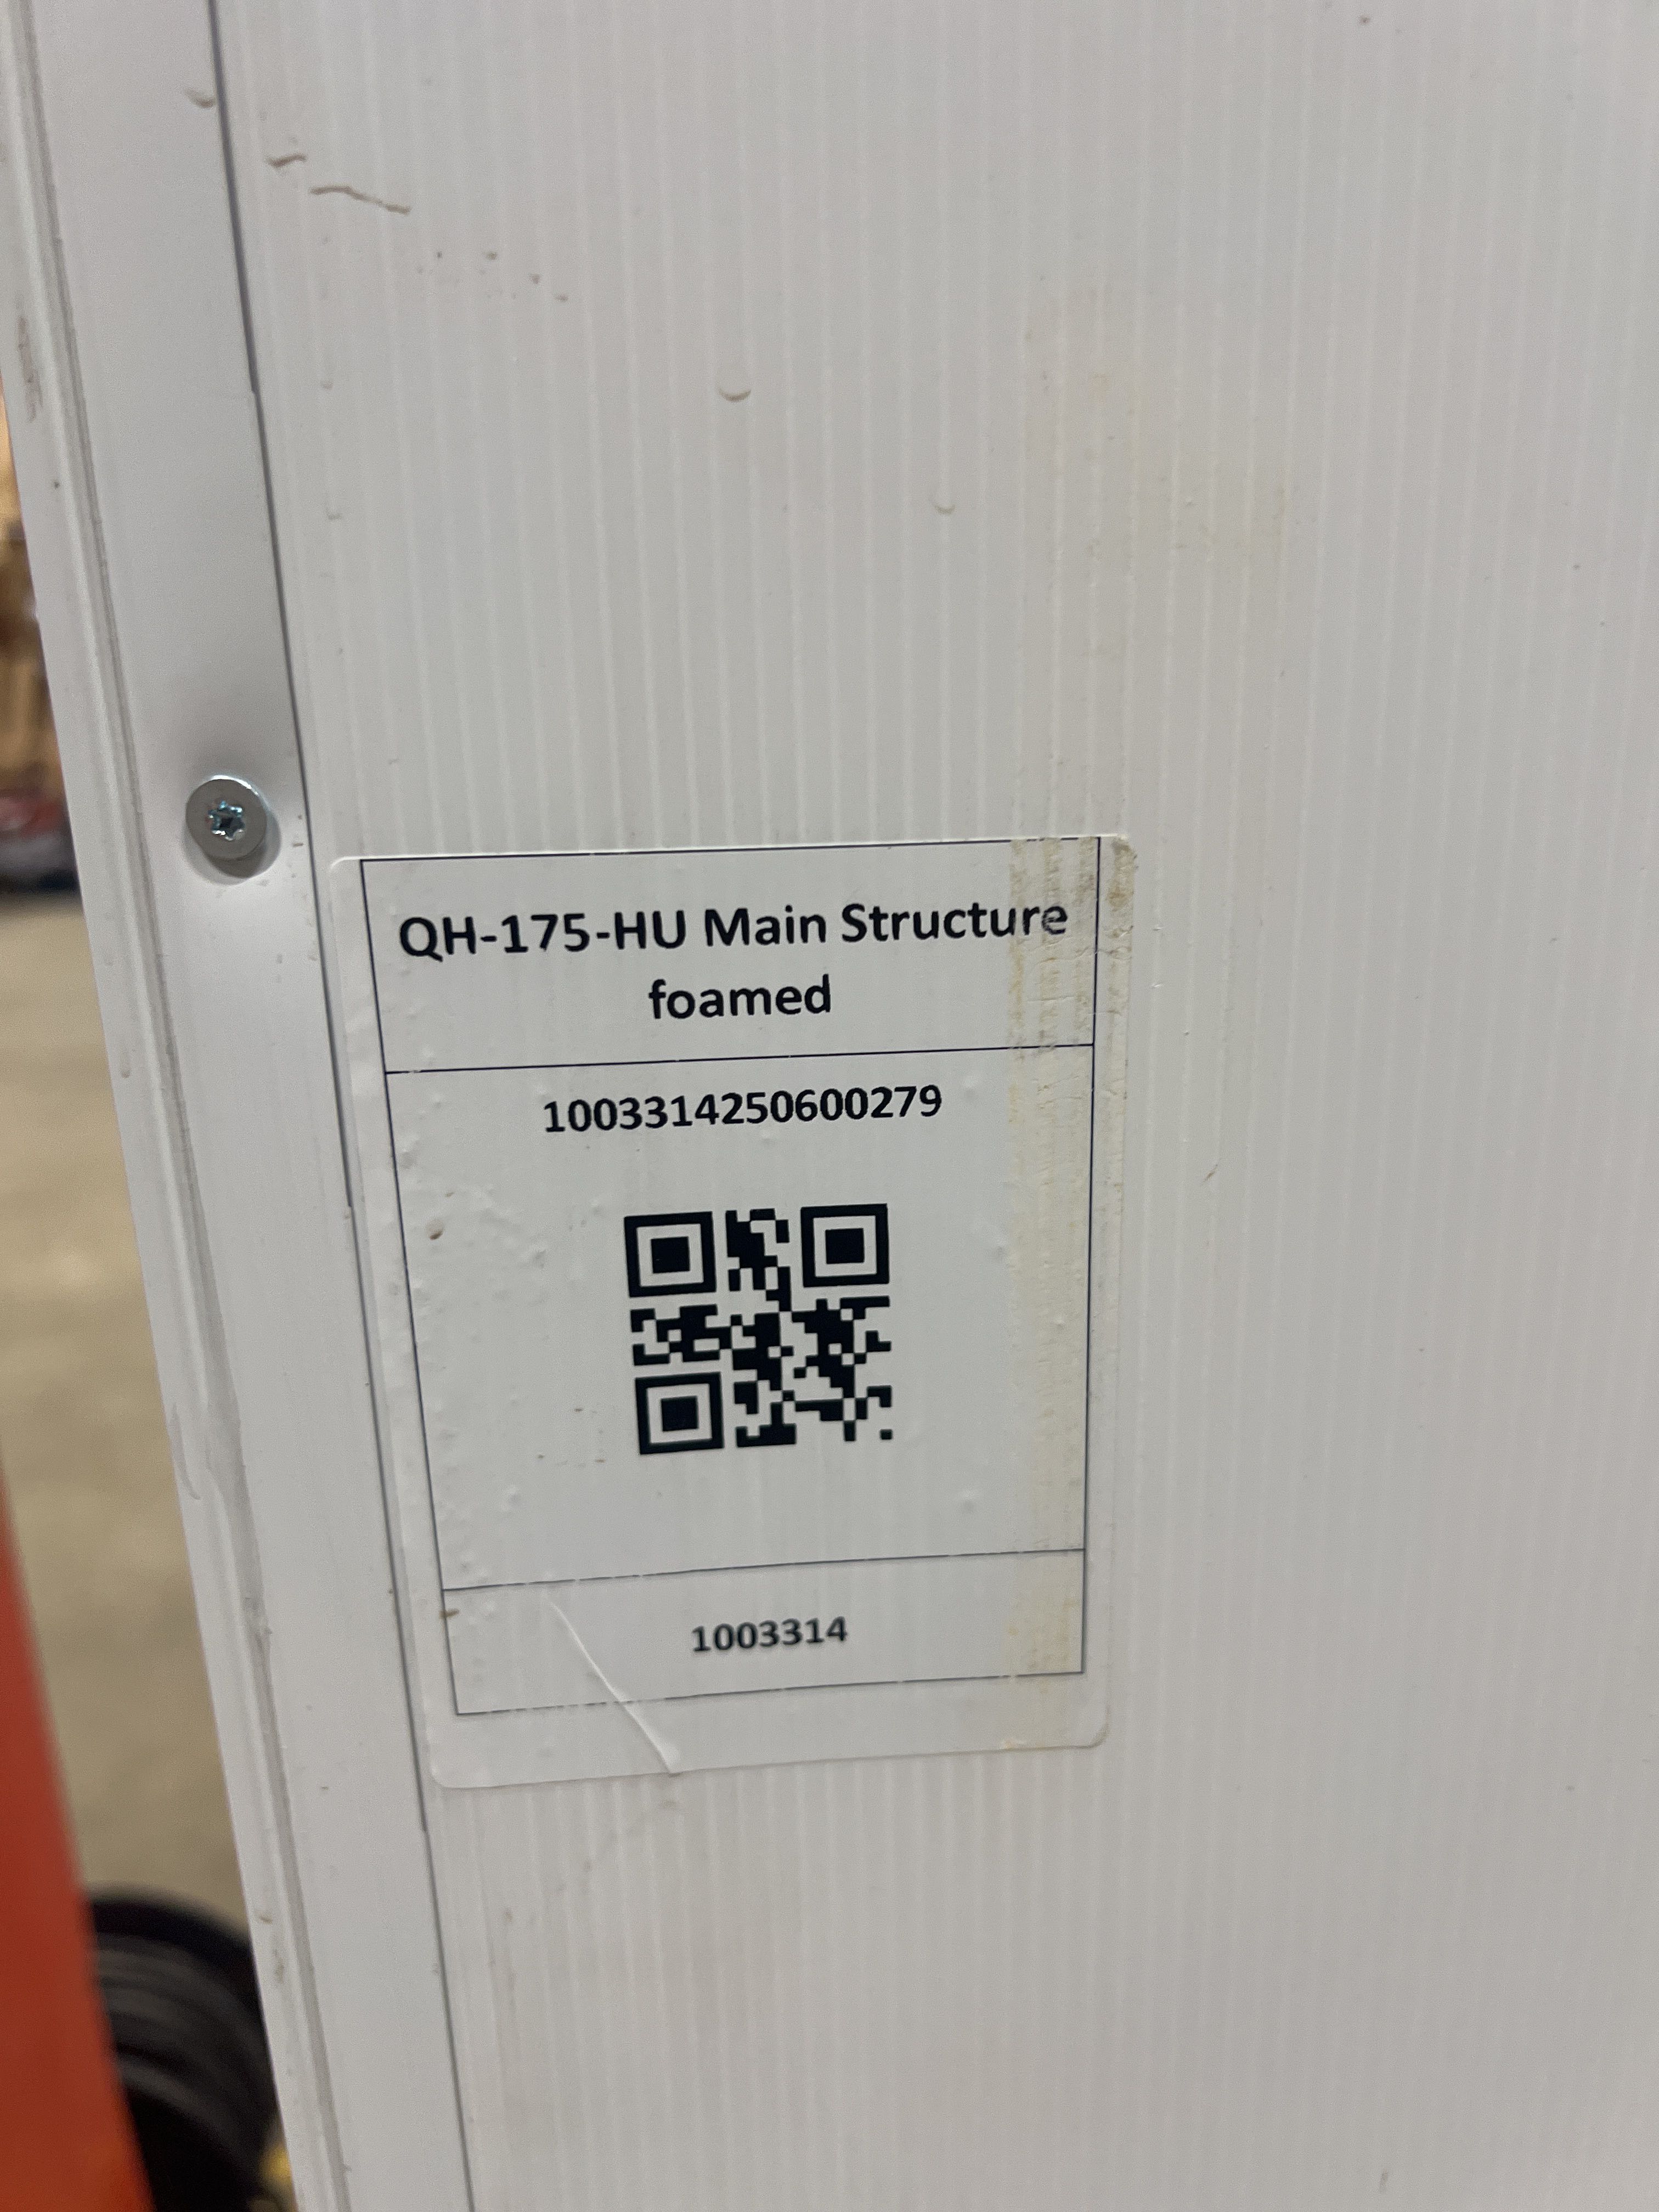 QH-175-HU Main Structure
foamed
1003314250600279
1003314